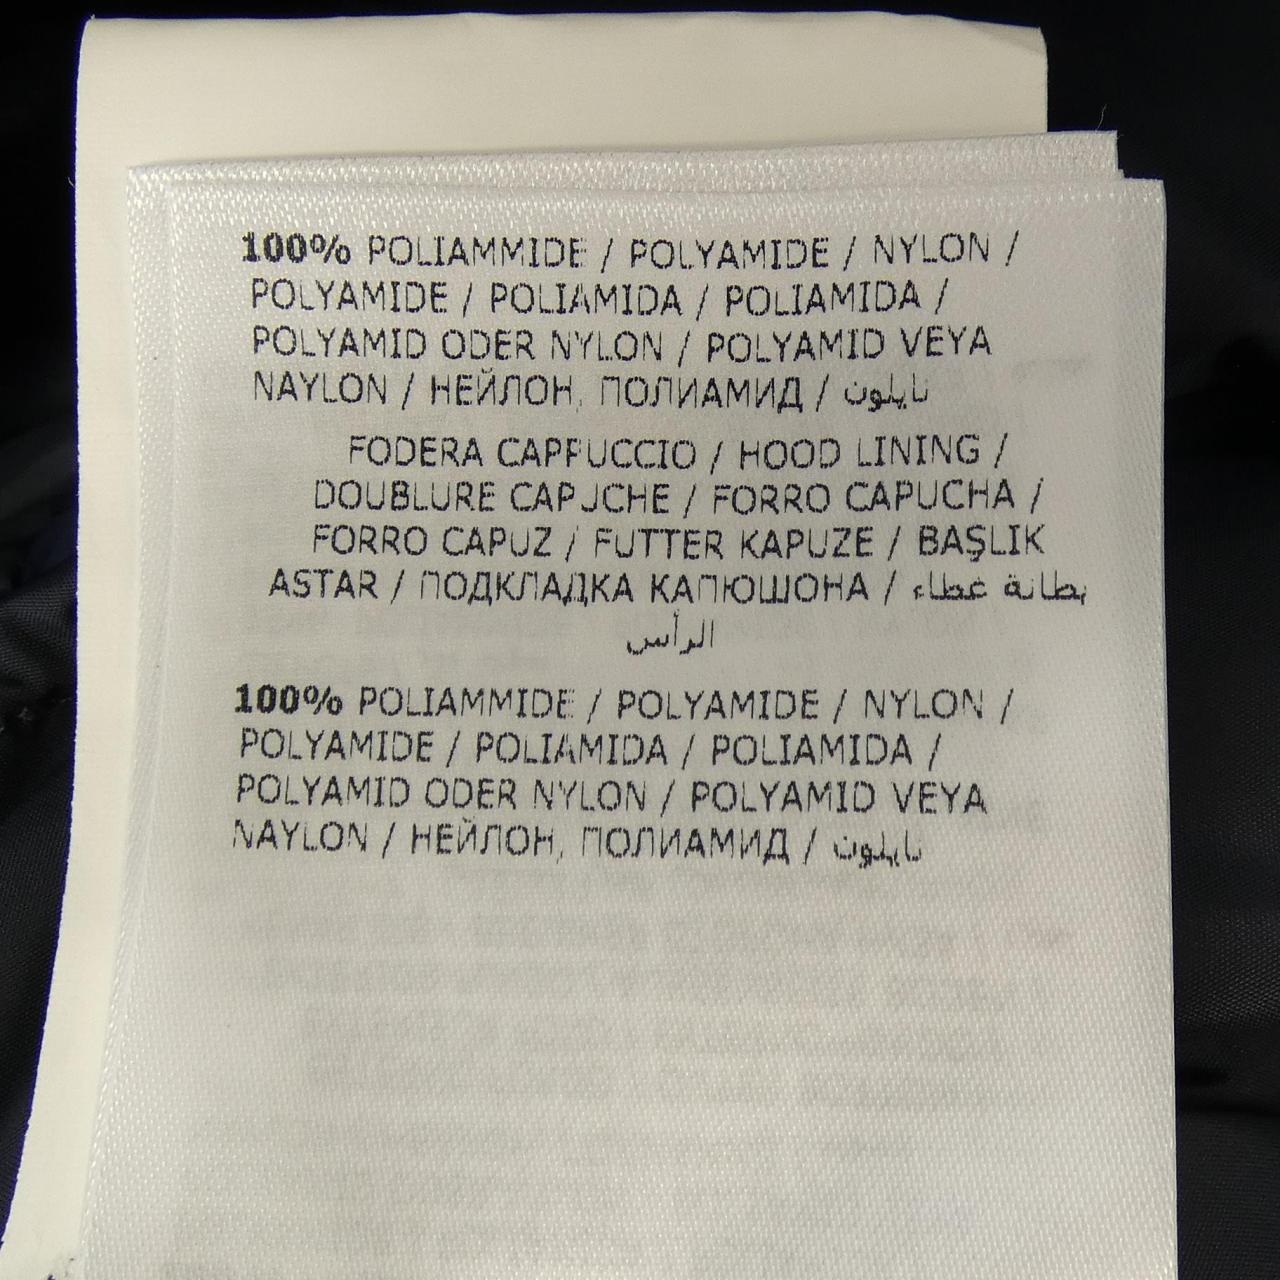 100% POLIAMMIDE / POLYAMIDE / NYLON /
POLYAMIDE / POLIAMIDA / POLIAMIDA /
POLYAMID ODER NYLON / POLYAMID VEYA
NAYLON / НЕЙЛОН, ПОЛИАМИД / نايلون
FODERA CAPPUCCIO / HOOD LINING /
DOUBLURE CAPUCHE / FORRO CAPUCHA /
FORRO CAPUZ / FUTTER KAPUZE / BAŞLIK
ASTAR / ПОДКЛАДКА КАПЮШОНА / بطانة غطاء
الرأس
100% POLIAMMIDE / POLYAMIDE / NYLON /
POLYAMIDE / POLIAMIDA / POLIAMIDA /
POLYAMID ODER NYLON / POLYAMID VEYA
NAYLON / НЕЙЛОН, ПОЛИАМИД / نايلون